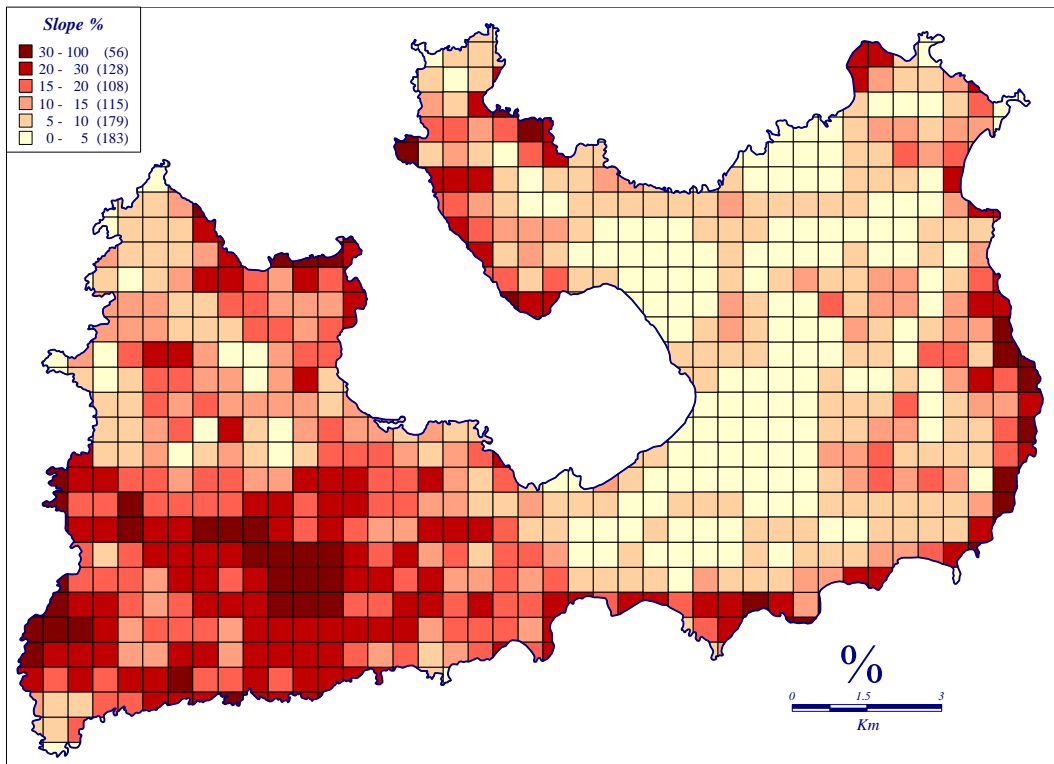 Slope %
30 - 100 (56)
20 - 30 (128)
15 - 20 (108)
10 - 15 (115)
5 - 10 (179)
0 - 5 (183)
%
0 1.5 3
Km